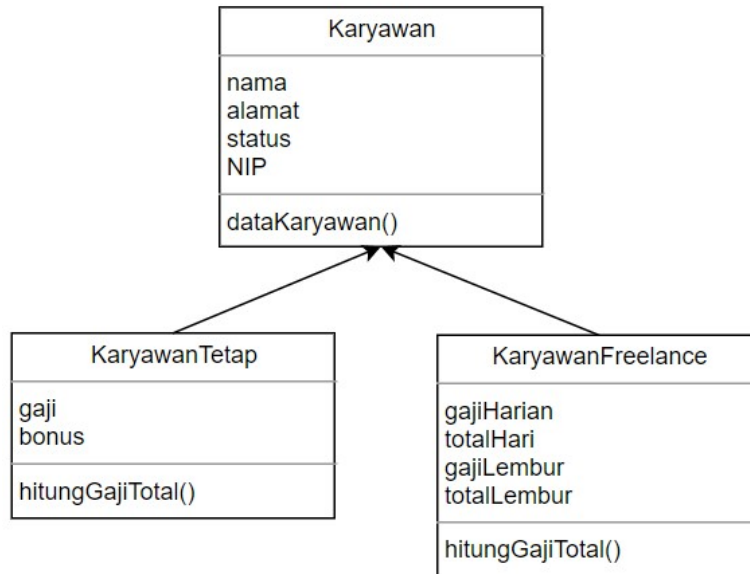 Karyawan
nama
alamat
status
NIP
dataKaryawan()
KaryawanTetap
gaji
bonus
hitungGajiTotal()
KaryawanFreelance
gajiHarian
totalHari
gajiLembur
totalLembur
hitungGajiTotal()